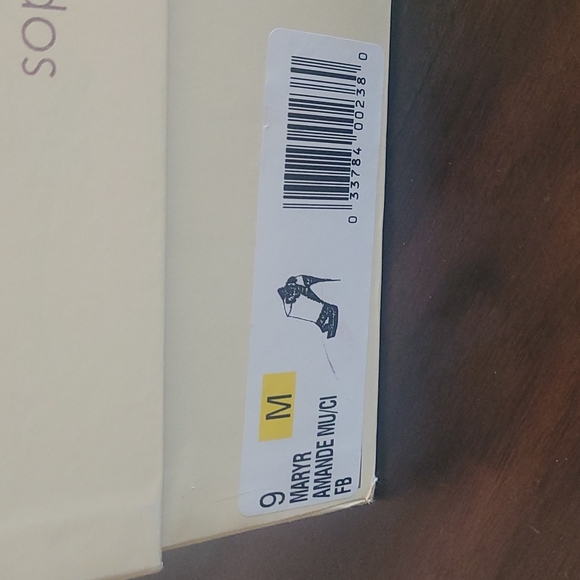 sop
9 M
MARYR
AMANDE MU/CI
FB
0 33784 00238 0